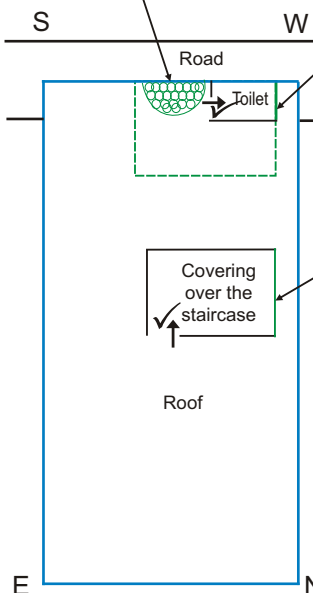 S W
Road
Toilet
Covering
over the
staircase
Roof
E N